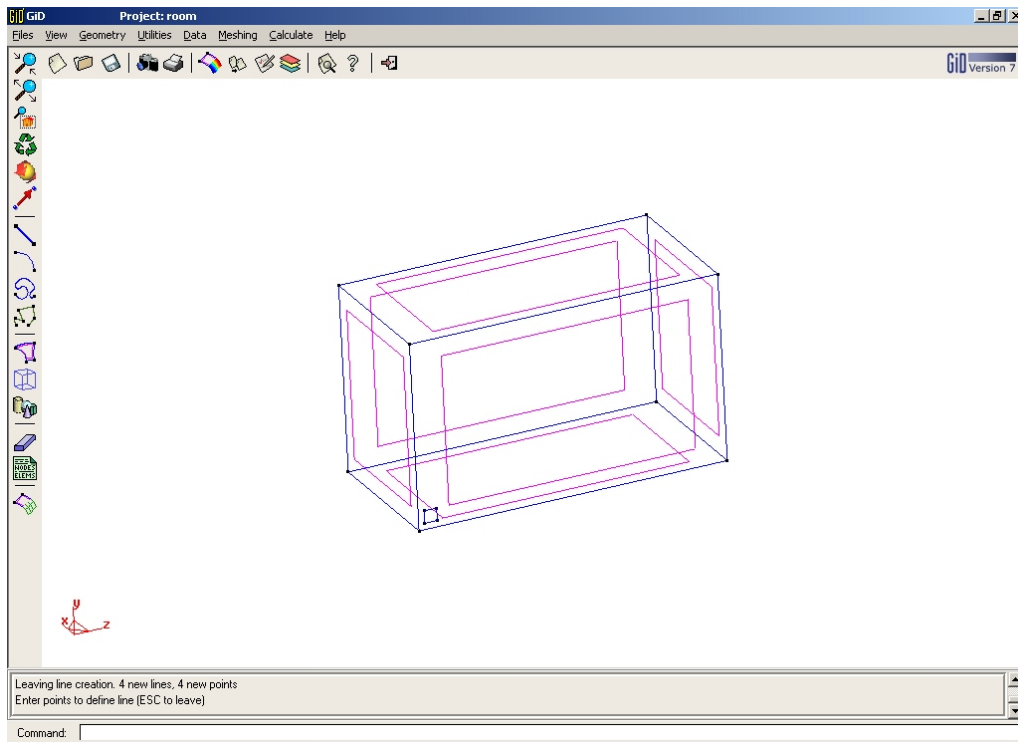 GiD GiD Project: room
Files View Geometry Utilities Data Meshing Calculate Help
GiD Version 7
NODES
ELEMS
y
x
z
Leaving line creation. 4 new lines, 4 new points
Enter points to define line (ESC to leave)
Command: